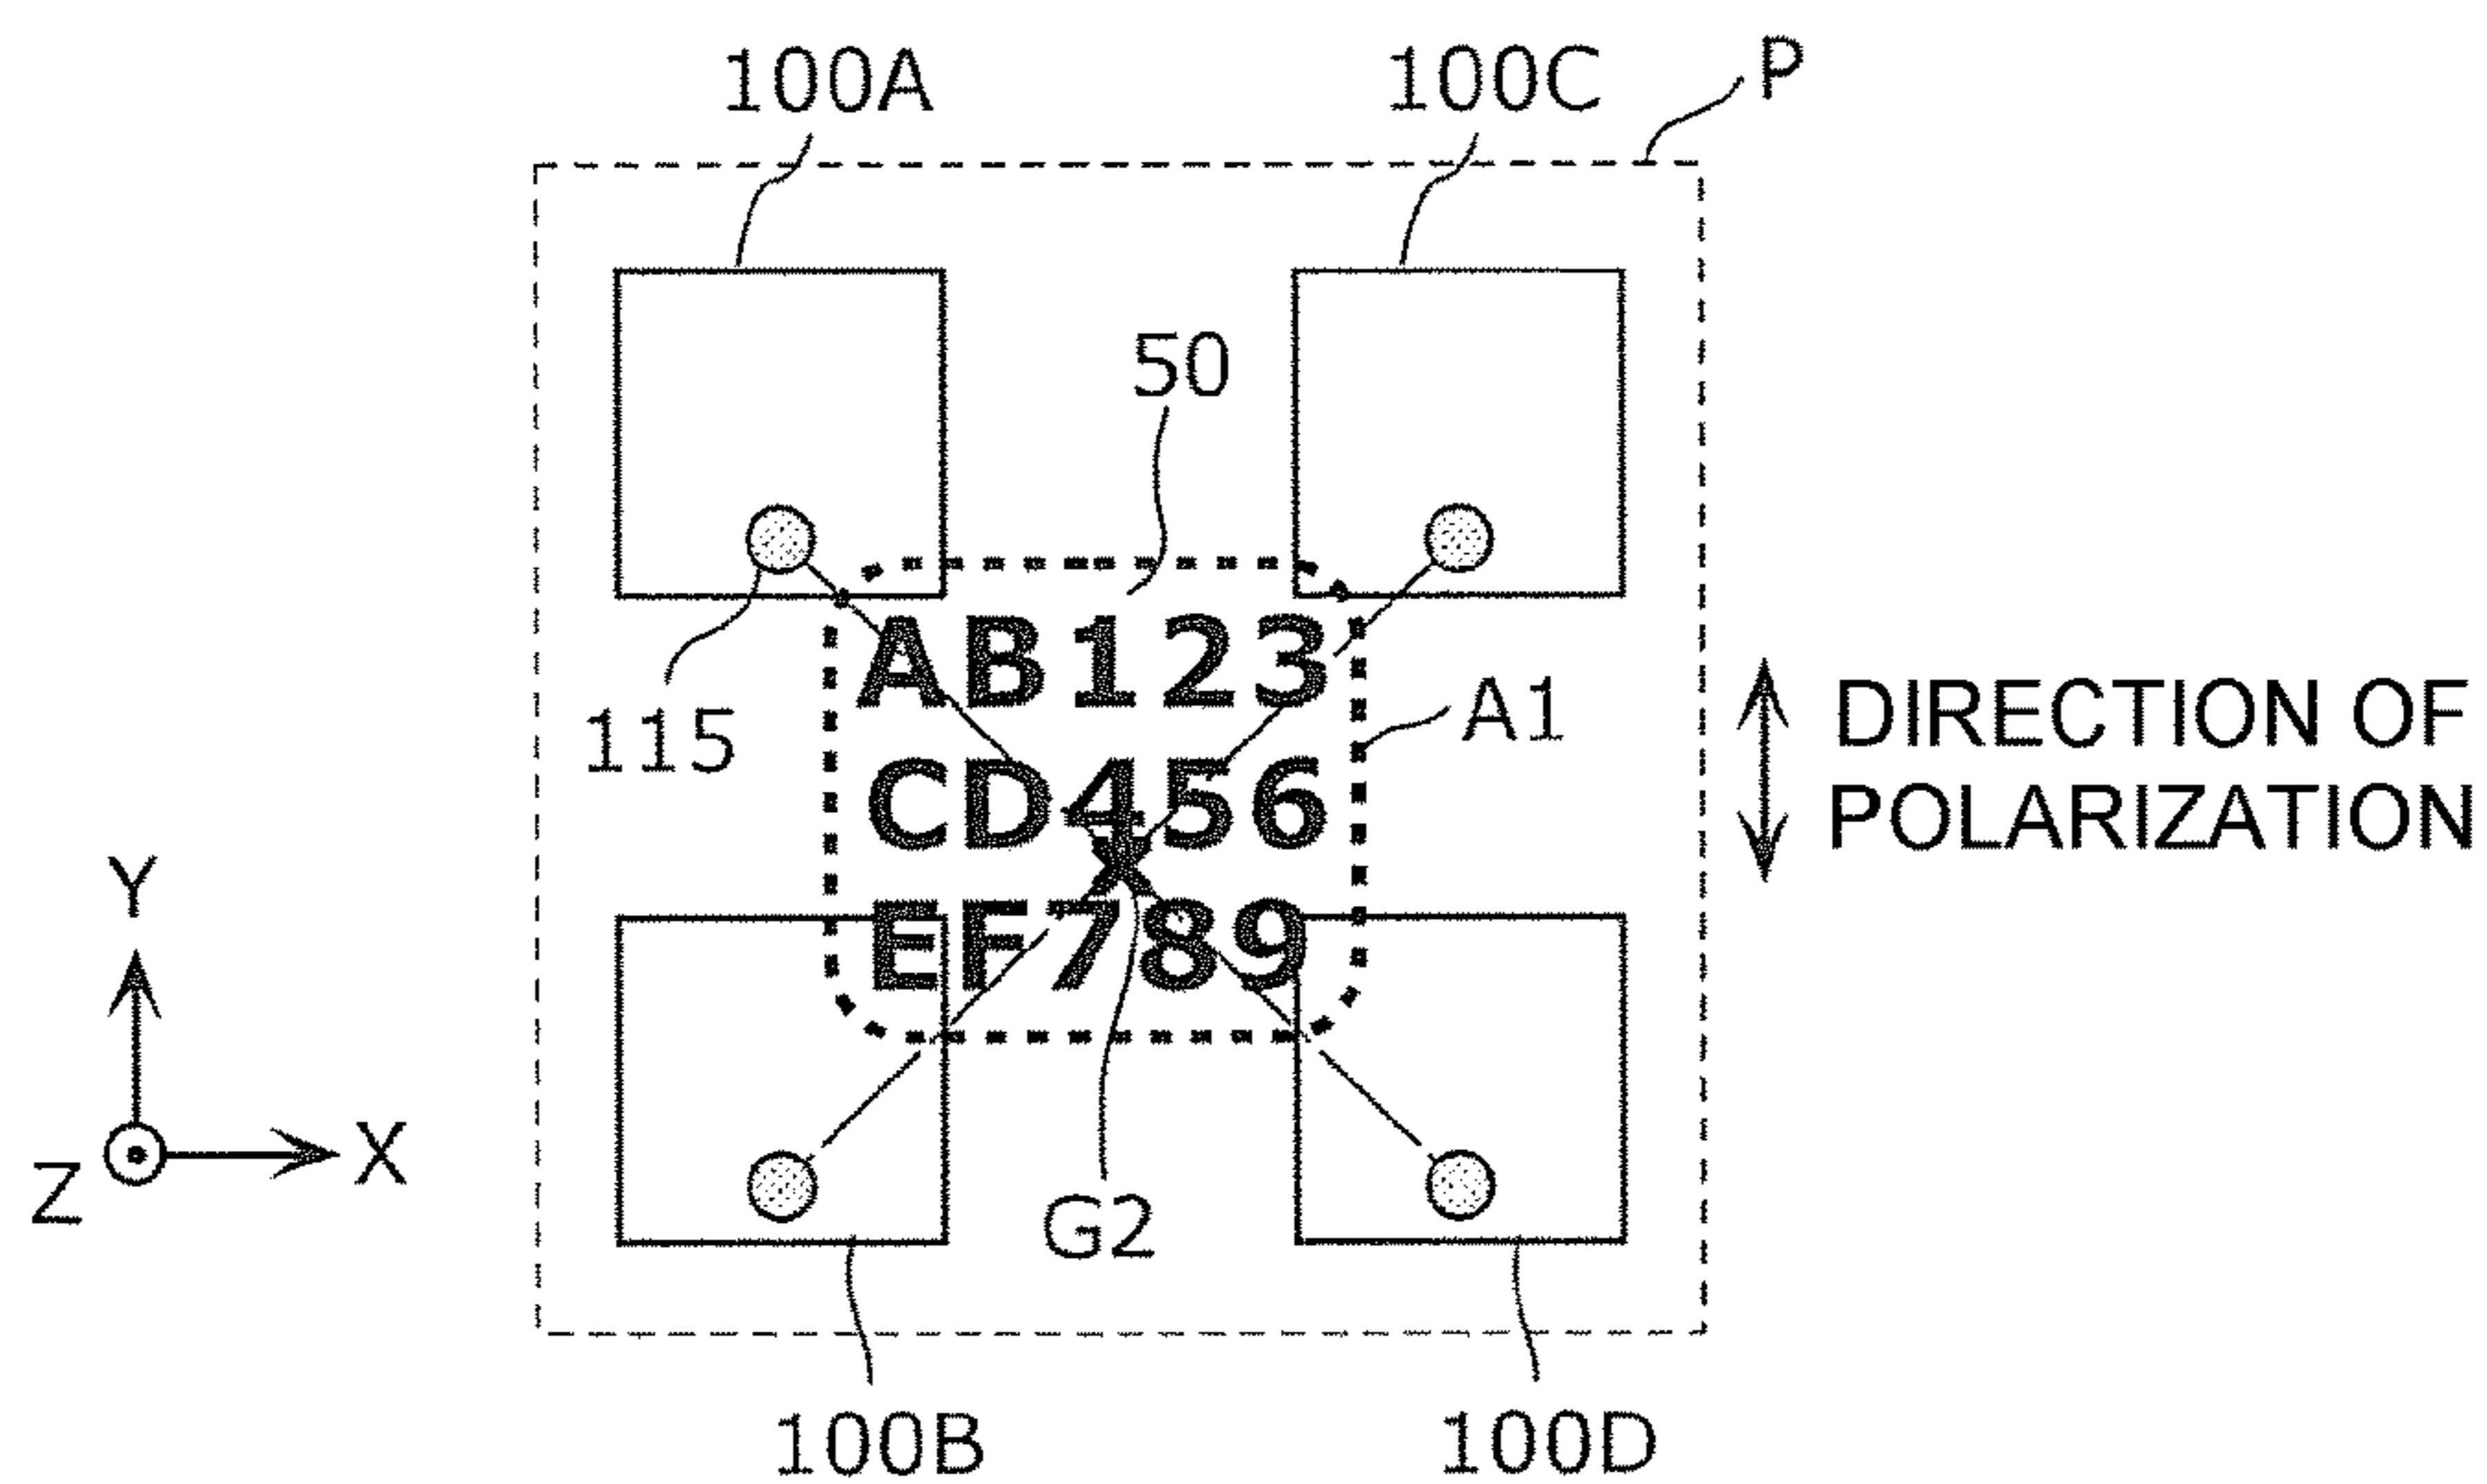 100A
100C
P
50
AB123
115
A1
DIRECTION OF
POLARIZATION
CD456
X
EF789
Y
Z
X
G2
100B
100D